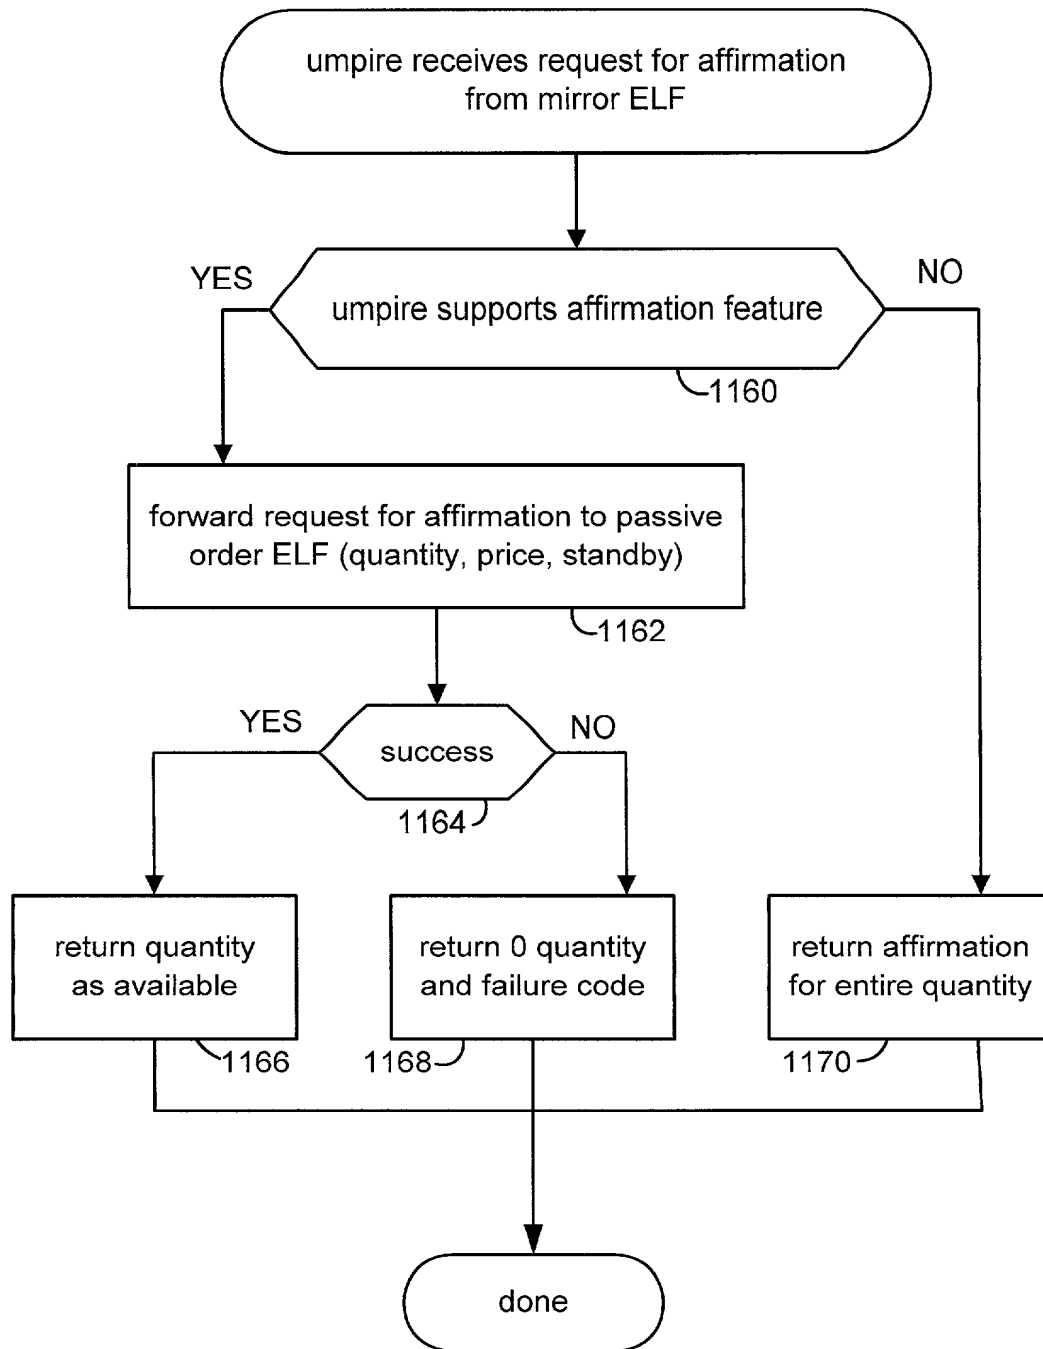 umpire receives request for affirmation
from mirror ELF
YES
NO
umpire supports affirmation feature
1160
forward request for affirmation to passive
order ELF (quantity, price, standby)
1162
YES
NO
success
1164
return quantity
as available
return 0 quantity
and failure code
return affirmation
for entire quantity
1166
1168
1170
done